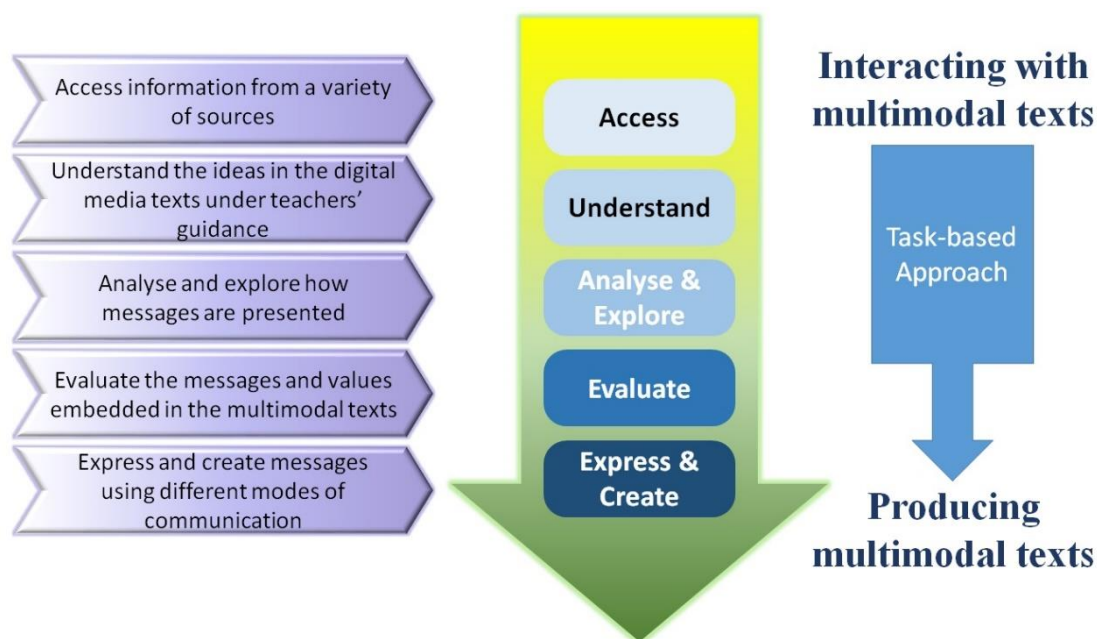 Access information from a variety
of sources
Understand the ideas in the digital
media texts under teachers’
guidance
Analyse and explore how
messages are presented
Evaluate the messages and values
embedded in the multimodal texts
Express and create messages
using different modes of
communication
Access
Understand
Analyse &
Explore
Evaluate
Express &
Create
Interacting with
multimodal texts
Task-based
Approach
Producing
multimodal texts